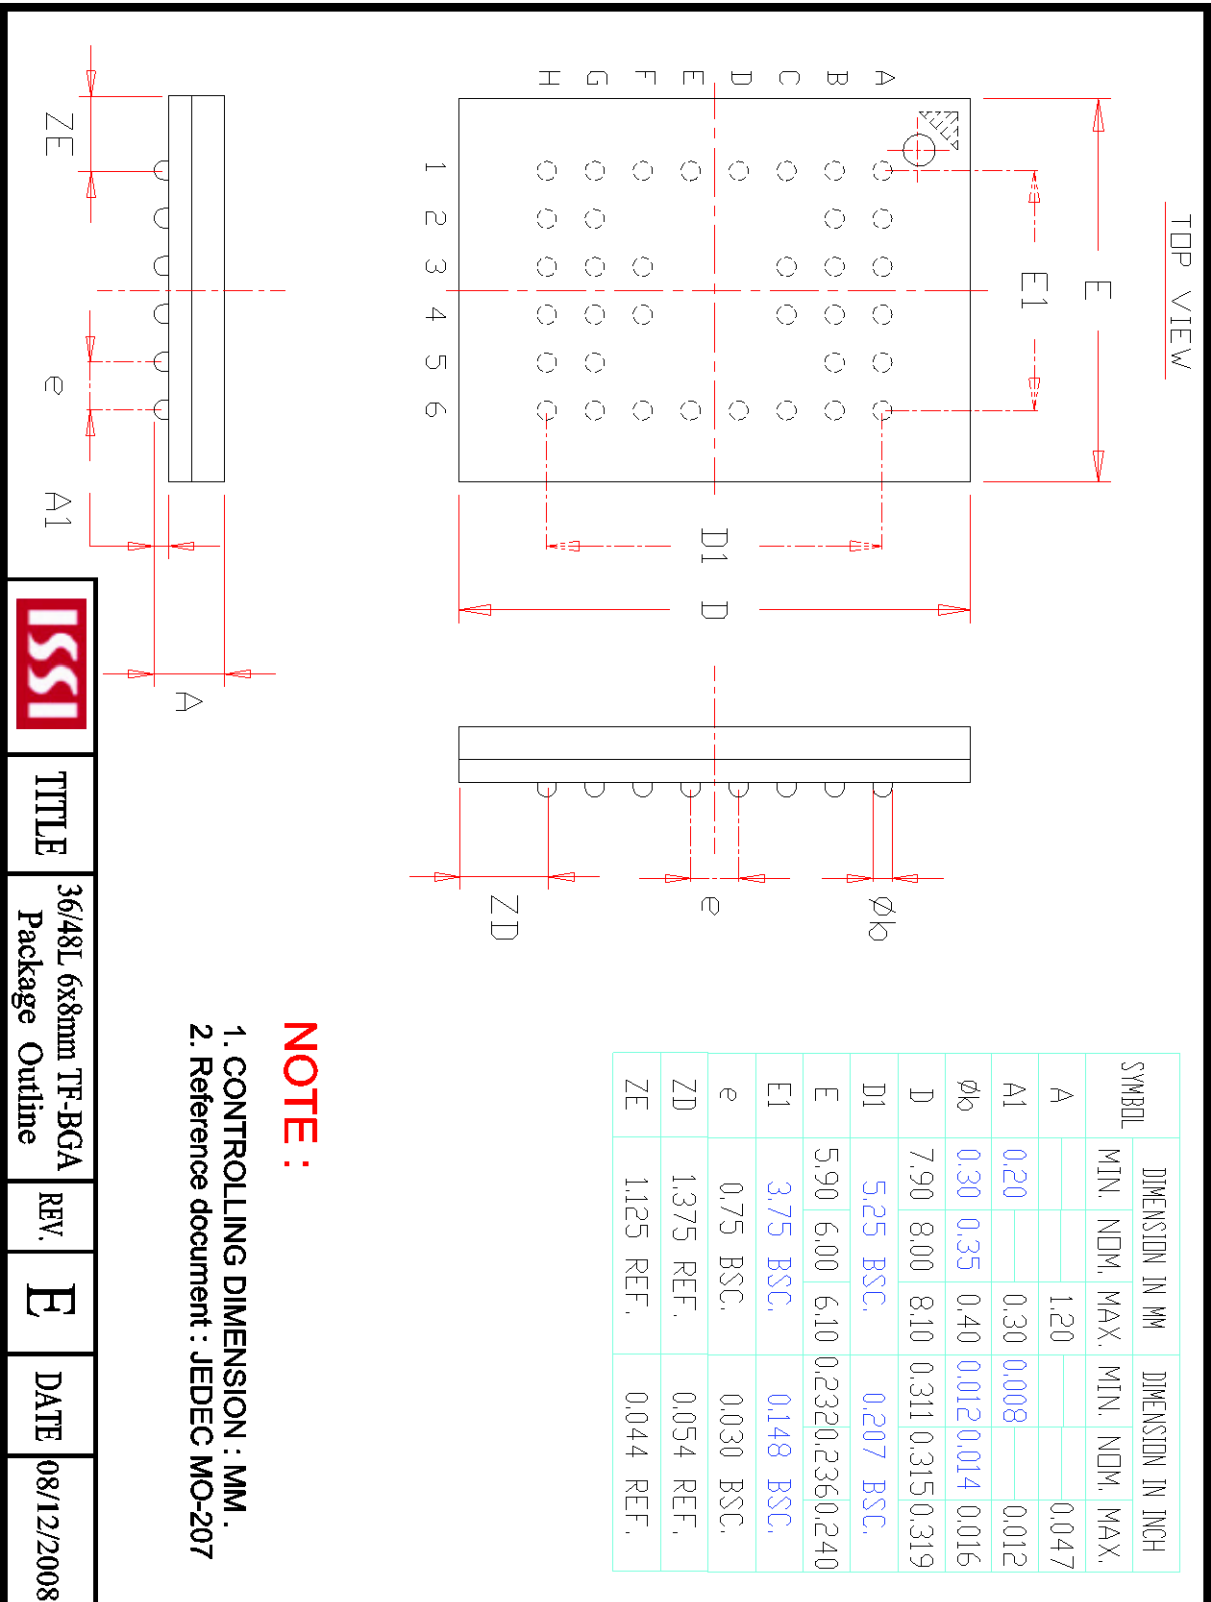 TOP VIEW
E
E1
A B C D E F G H
1 2 3 4 5 6
D1
D
ZE
e
A1
A
Øb
e
ZD
SYMBOL DIMENSION IN MM DIMENSION IN INCH
MIN. NOM. MAX. MIN. NOM. MAX.
A 1.20 0.047
A1 0.20 0.30 0.008 0.012
Øb 0.30 0.35 0.40 0.012 0.014 0.016
D 7.90 8.00 8.10 0.311 0.315 0.319
D1 5.25 BSC. 0.207 BSC.
E 5.90 6.00 6.10 0.232 0.236 0.240
E1 3.75 BSC. 0.148 BSC.
e 0.75 BSC. 0.030 BSC.
ZD 1.375 REF. 0.054 REF.
ZE 1.125 REF. 0.044 REF.
NOTE :
1. CONTROLLING DIMENSION : MM .
2. Reference document : JEDEC MO-207
ISSI
TITLE
36/48L 6x8mm TF-BGA
Package Outline
REV.
E
DATE
08/12/2008